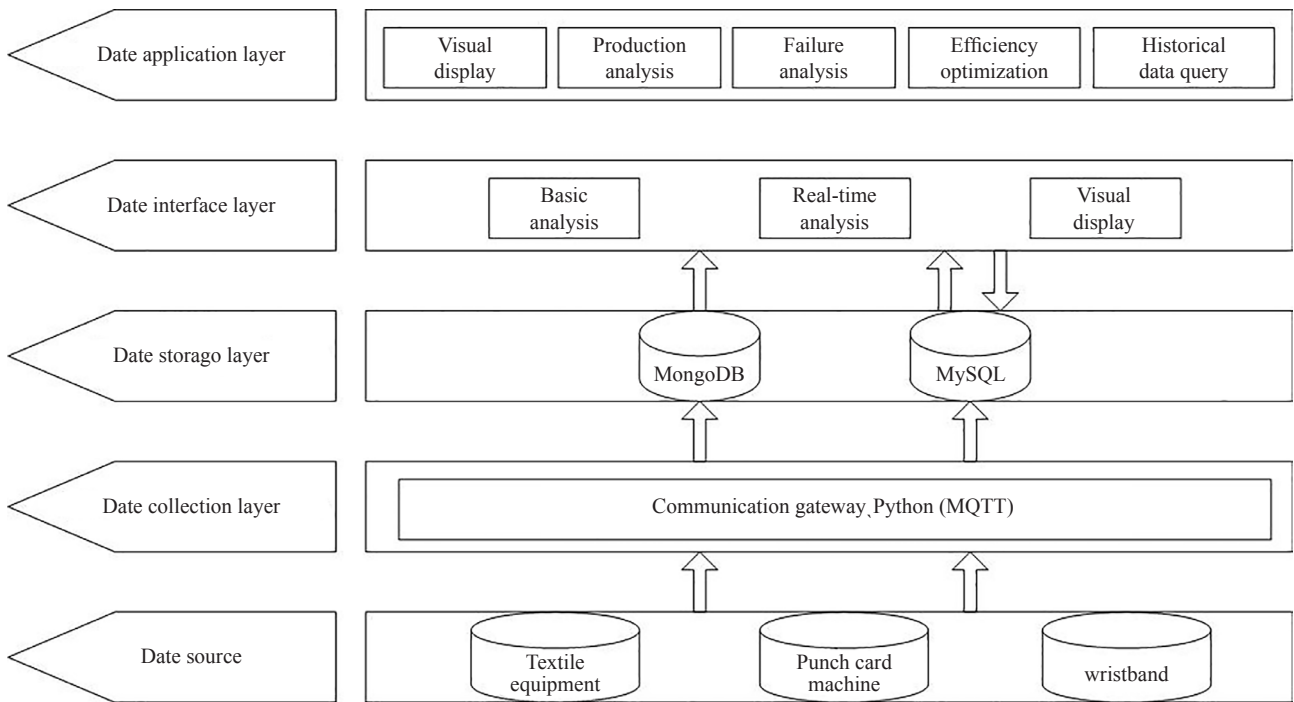 Date application layer
Visual
display
Production
analysis
Failure
analysis
Efficiency
optimization
Historical
data query
Date interface layer
Basic
analysis
Real-time
analysis
Visual
display
Date storago layer
MongoDB
MySQL
Date collection layer
Communication gateway、Python (MQTT)
Date source
Textile
equipment
Punch card
machine
wristband